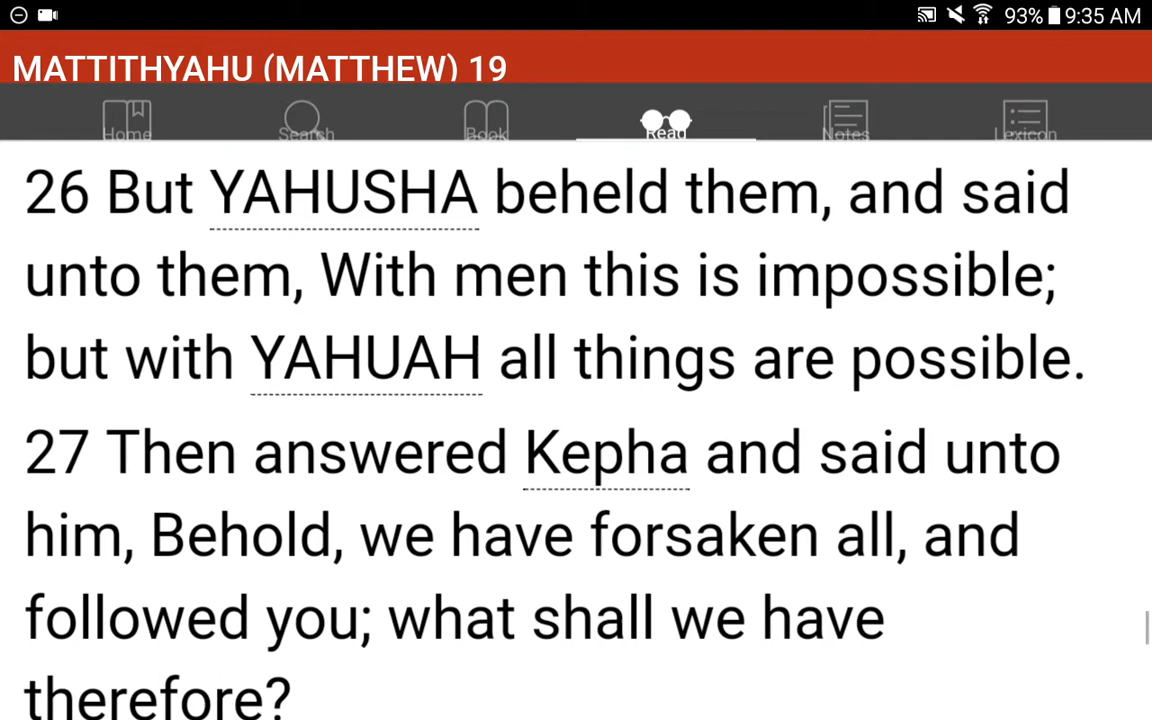 93% 9:35 AM
MATTITHYAHU (MATTHEW) 19
Home Search Book Read Notes Lexicon
26 But YAHUSHA beheld them, and said
unto them, With men this is impossible;
but with YAHUAH all things are possible.
27 Then answered Kepha and said unto
him, Behold, we have forsaken all, and
followed you; what shall we have
therefore?